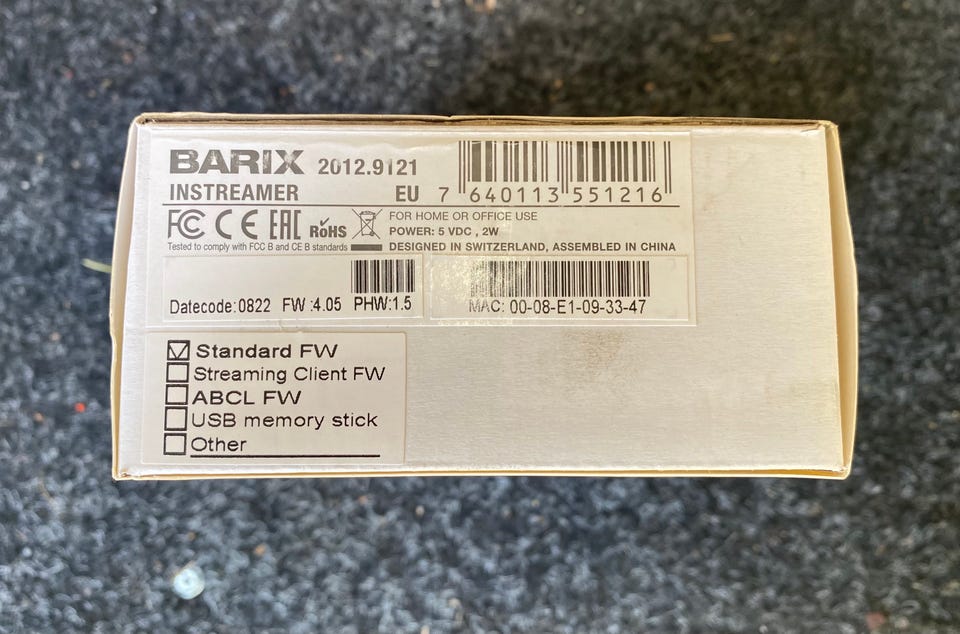 BARIX 2012.9121
INSTREAMER EU
7 640113 551216
FC CE EAC RoHS
FOR HOME OR OFFICE USE
POWER: 5 VDC , 2W
Tested to comply with FCC B and CE B standards
DESIGNED IN SWITZERLAND, ASSEMBLED IN CHINA
Datecode:0822 FW :4.05 PHW:1.5
MAC: 00-08-E1-09-33-47
Standard FW
Streaming Client FW
ABCL FW
USB memory stick
Other